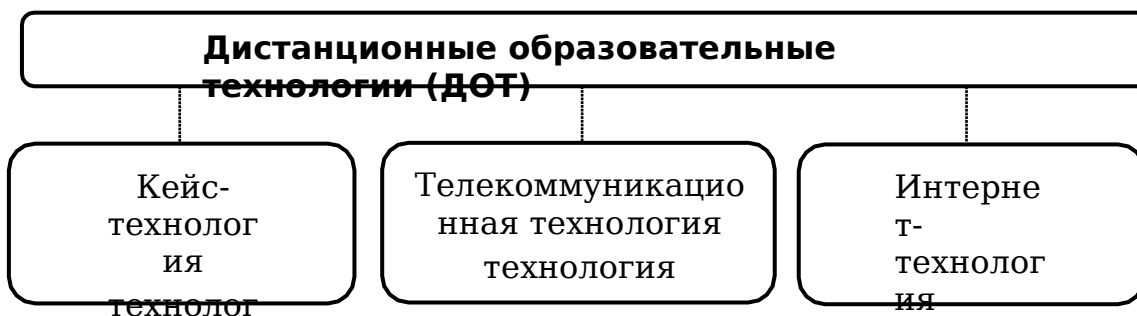 Дистанционные образовательные
технологии (ДОТ)
Кейс-
технолог
ия
технолог
Телекоммуникацио
нная технология
технология
Интерне
т-
технолог
ия